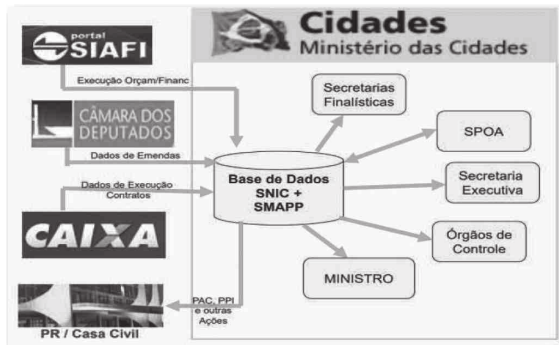 portal
SIAFI
Cidades
Ministério das Cidades
Execução Orçam/Financ
Secretarias
Finalísticas
CÂMARA DOS
DEPUTADOS
SPOA
Dados de Emendas
Base de Dados
SNIC +
SMAPP
Secretaria
Executiva
Dados de Execução
Contratos
CAIXA
Órgãos de
Controle
MINISTRO
PAC, PPI
e outras
Ações
PR / Casa Civil